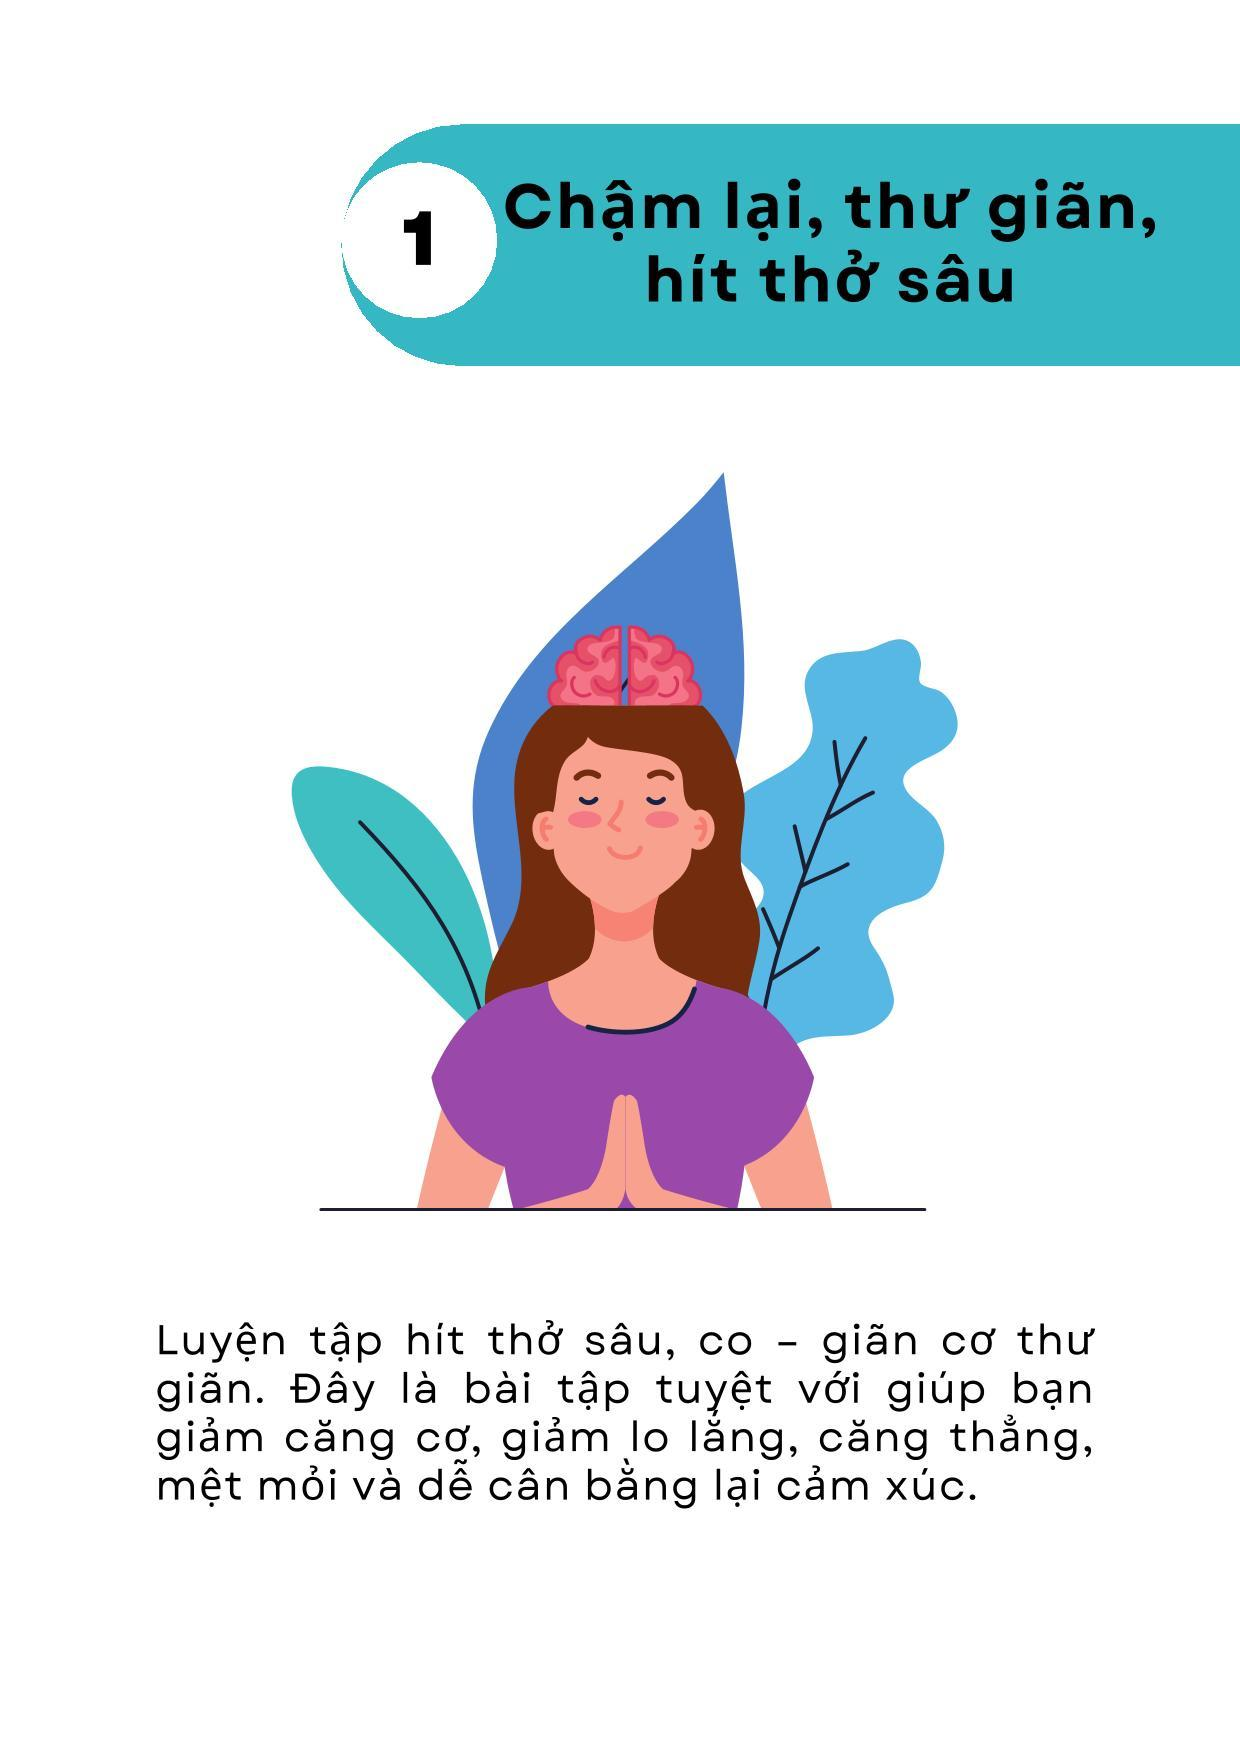 1
Chậm lại, thư giãn,
hít thở sâu
Luyện tập hít thở sâu, co – giãn cơ thư
giãn. Đây là bài tập tuyệt vời giúp bạn
giảm căng cơ, giảm lo lắng, căng thẳng,
mệt mỏi và dễ cân bằng lại cảm xúc.